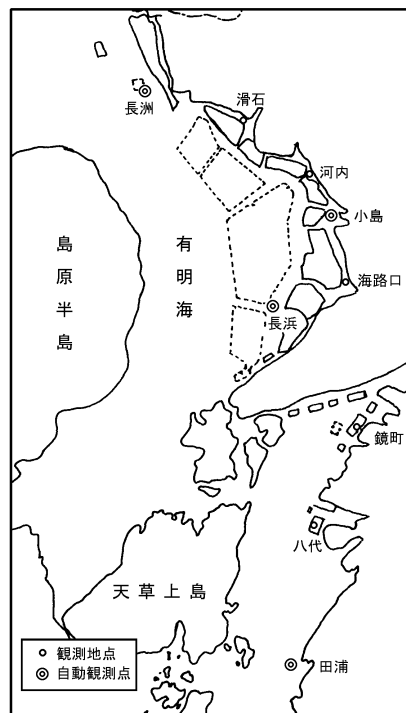 長洲
滑石
河内
小島
海路口
長浜
島原半島
有明海
鏡町
八代
天草上島
田浦
観測地点
自動観測点